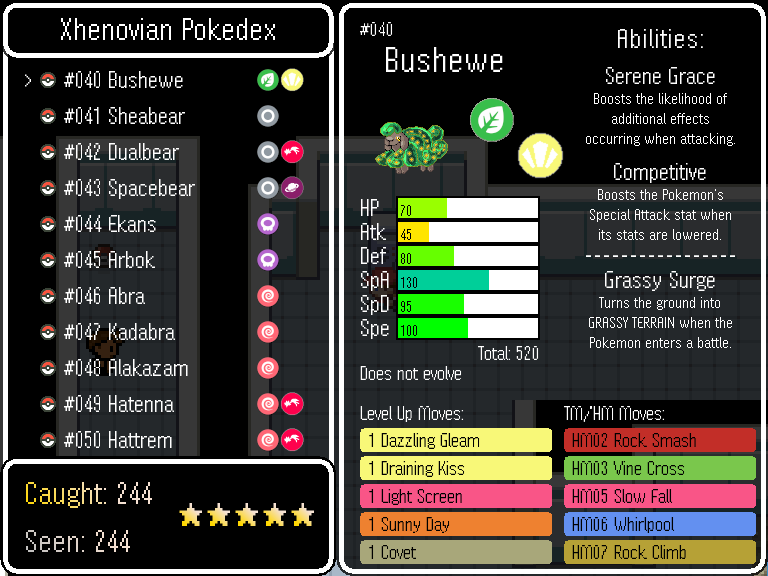 Xhenovian Pokedex
> #040 Bushewe
#041 Sheabear
#042 Dualbear
#043 Spacebear
#044 Ekans
#045 Arbok
#046 Abra
#047 Kadabra
#048 Alakazam
#049 Hatenna
#050 Hattrem
Caught: 244
Seen: 244
#040
Bushewe
HP 70
Atk 45
Def 80
SpA 130
SpD 95
Spe 100
Total: 520
Does not evolve
Abilities:
Serene Grace
Boosts the likelihood of
additional effects
occurring when attacking.
Competitive
Boosts the Pokemon's
Special Attack stat when
its stats are lowered.
Grassy Surge
Turns the ground into
GRASSY TERRAIN when the
Pokemon enters a battle.
Level Up Moves:
1 Dazzling Gleam
1 Draining Kiss
1 Light Screen
1 Sunny Day
1 Covet
TM/HM Moves:
HM02 Rock Smash
HM03 Vine Cross
HM05 Slow Fall
HM06 Whirlpool
HM07 Rock Climb